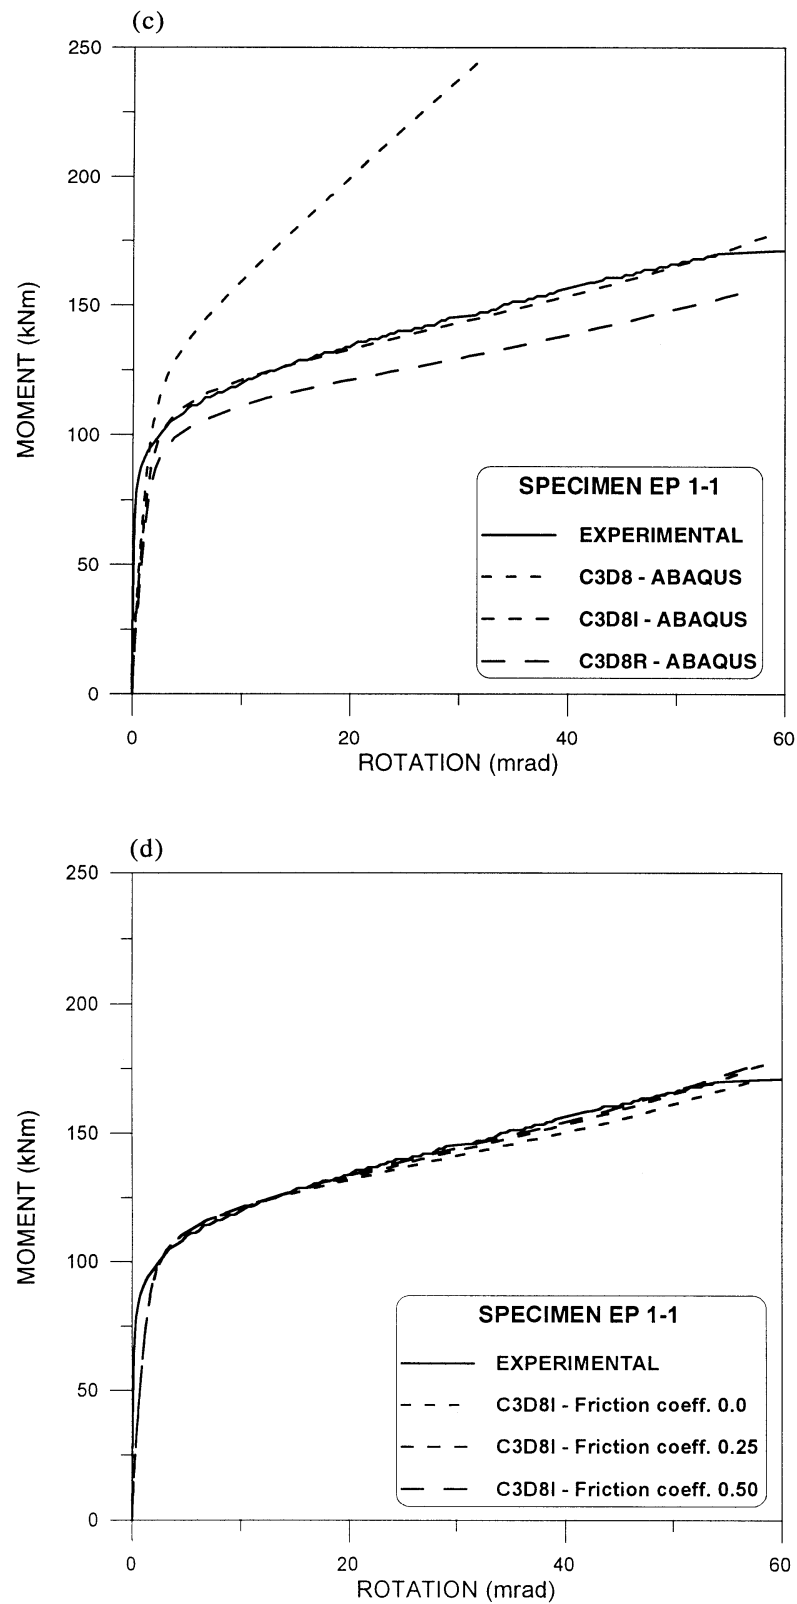 (c)
250
200
150
100
50
0
MOMENT (kNm)
SPECIMEN EP 1-1
EXPERIMENTAL
C3D8 - ABAQUS
C3D8I - ABAQUS
C3D8R - ABAQUS
0 20 40 60
ROTATION (mrad)
(d)
250
200
150
100
50
0
MOMENT (kNm)
SPECIMEN EP 1-1
EXPERIMENTAL
C3D8I - Friction coeff. 0.0
C3D8I - Friction coeff. 0.25
C3D8I - Friction coeff. 0.50
0 20 40 60
ROTATION (mrad)